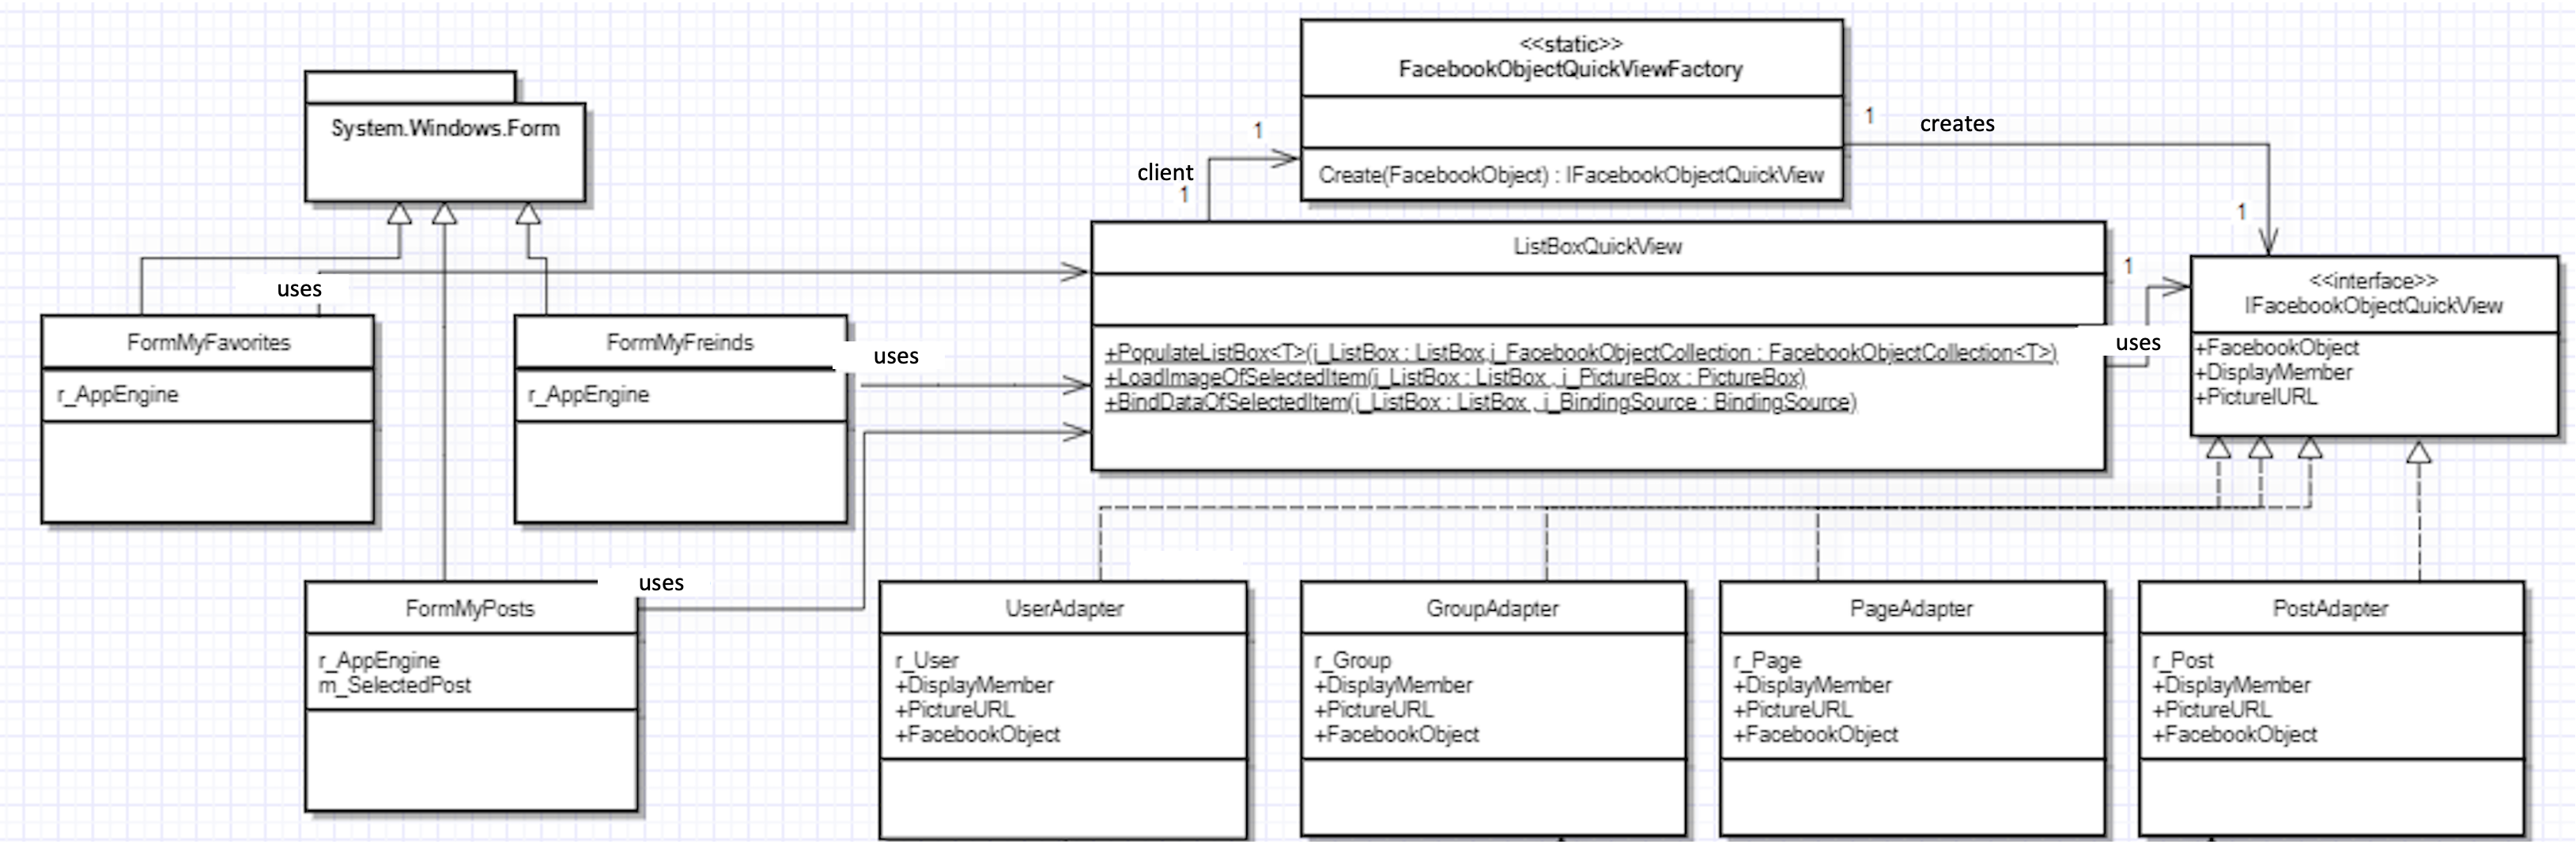 <<static>>
FacebookObjectQuickViewFactory
Create(FacebookObject) : IFacebookObjectQuickView
System.Windows.Form
1
client
1
1
creates
1
ListBoxQuickView
+PopulateListBox<T>(i_ListBox : ListBox,i_FacebookObjectCollection : FacebookObjectCollection<T>)
+LoadImageOfSelectedItem(i_ListBox : ListBox , i_PictureBox : PictureBox)
+BindDataOfSelectedItem(i_ListBox : ListBox , i_BindingSource : BindingSource)
1
uses
<<interface>>
IFacebookObjectQuickView
+FacebookObject
+DisplayMember
+PicturelURL
uses
FormMyFavorites
r_AppEngine
FormMyFreinds
r_AppEngine
uses
FormMyPosts
r_AppEngine
m_SelectedPost
uses
UserAdapter
r_User
+DisplayMember
+PictureURL
+FacebookObject
GroupAdapter
r_Group
+DisplayMember
+PictureURL
+FacebookObject
PageAdapter
r_Page
+DisplayMember
+PictureURL
+FacebookObject
PostAdapter
r_Post
+DisplayMember
+PictureURL
+FacebookObject